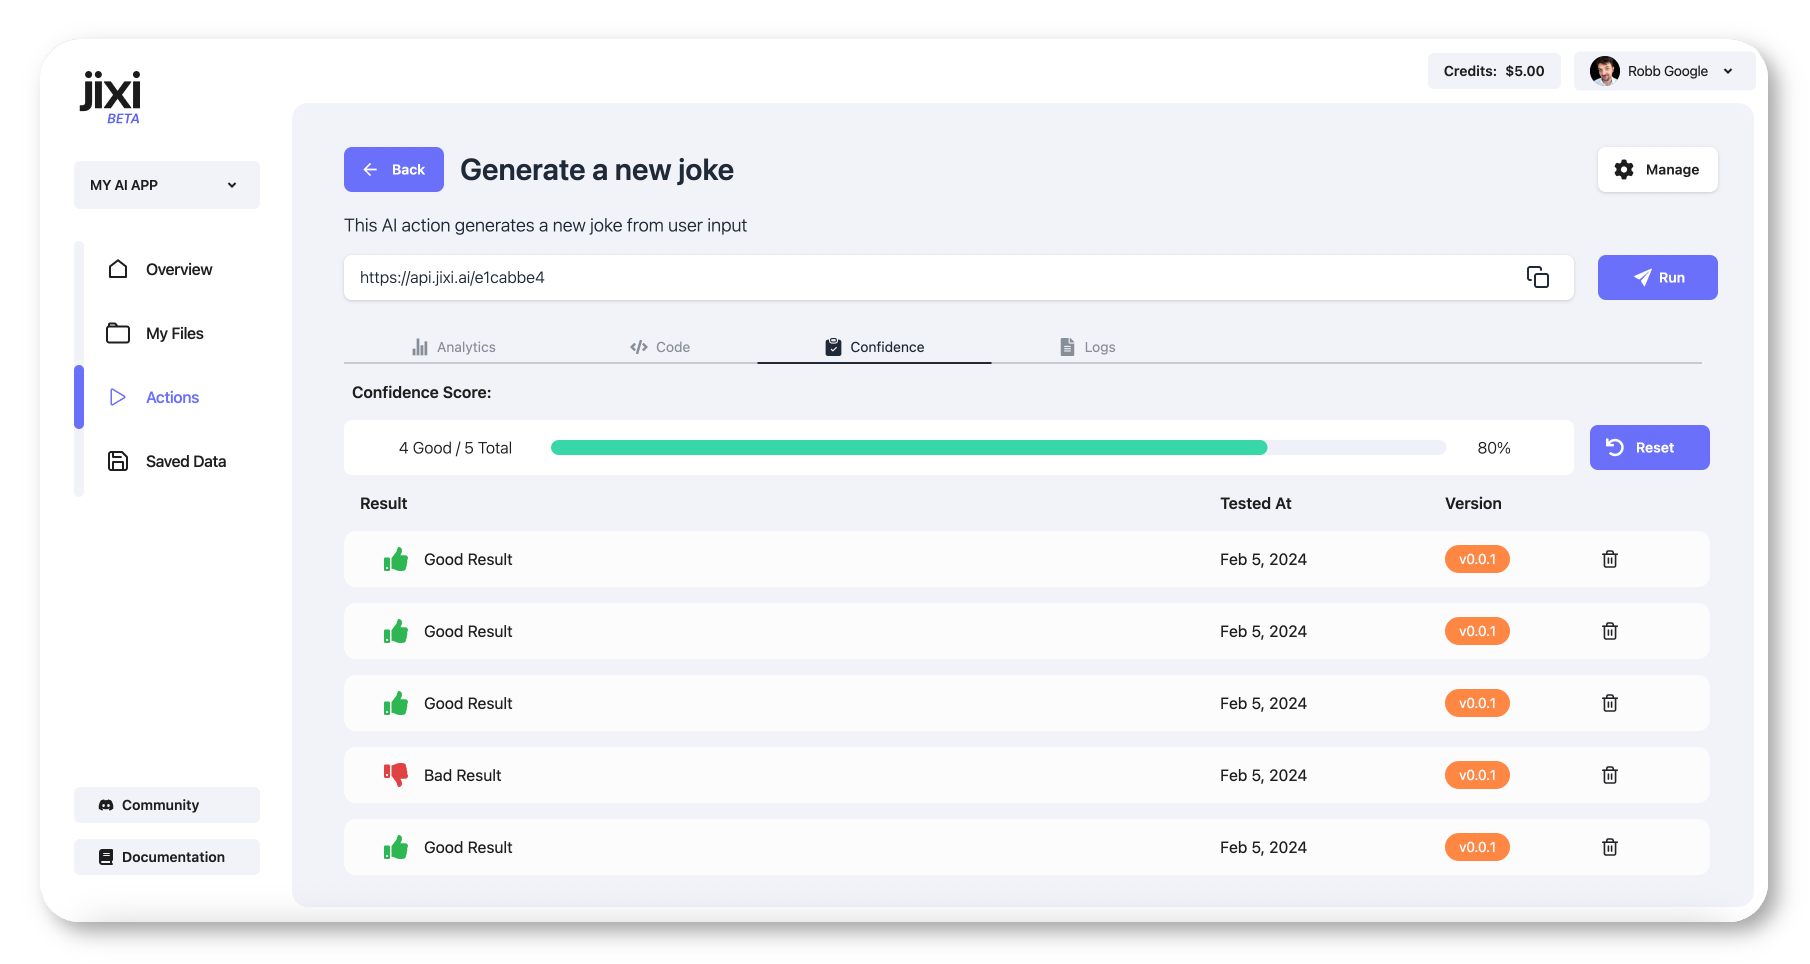 jixi
BETA
Credits: $5.00
Robb Google
MY AI APP
Overview
My Files
Actions
Saved Data
Community
Documentation
Back
Generate a new joke
Manage
This AI action generates a new joke from user input
https://api.jixi.ai/e1cabbe4
Run
Analytics
Code
Confidence
Logs
Confidence Score:
4 Good / 5 Total
80%
Reset
Result Tested At Version
Good Result Feb 5, 2024 v0.0.1
Good Result Feb 5, 2024 v0.0.1
Good Result Feb 5, 2024 v0.0.1
Bad Result Feb 5, 2024 v0.0.1
Good Result Feb 5, 2024 v0.0.1